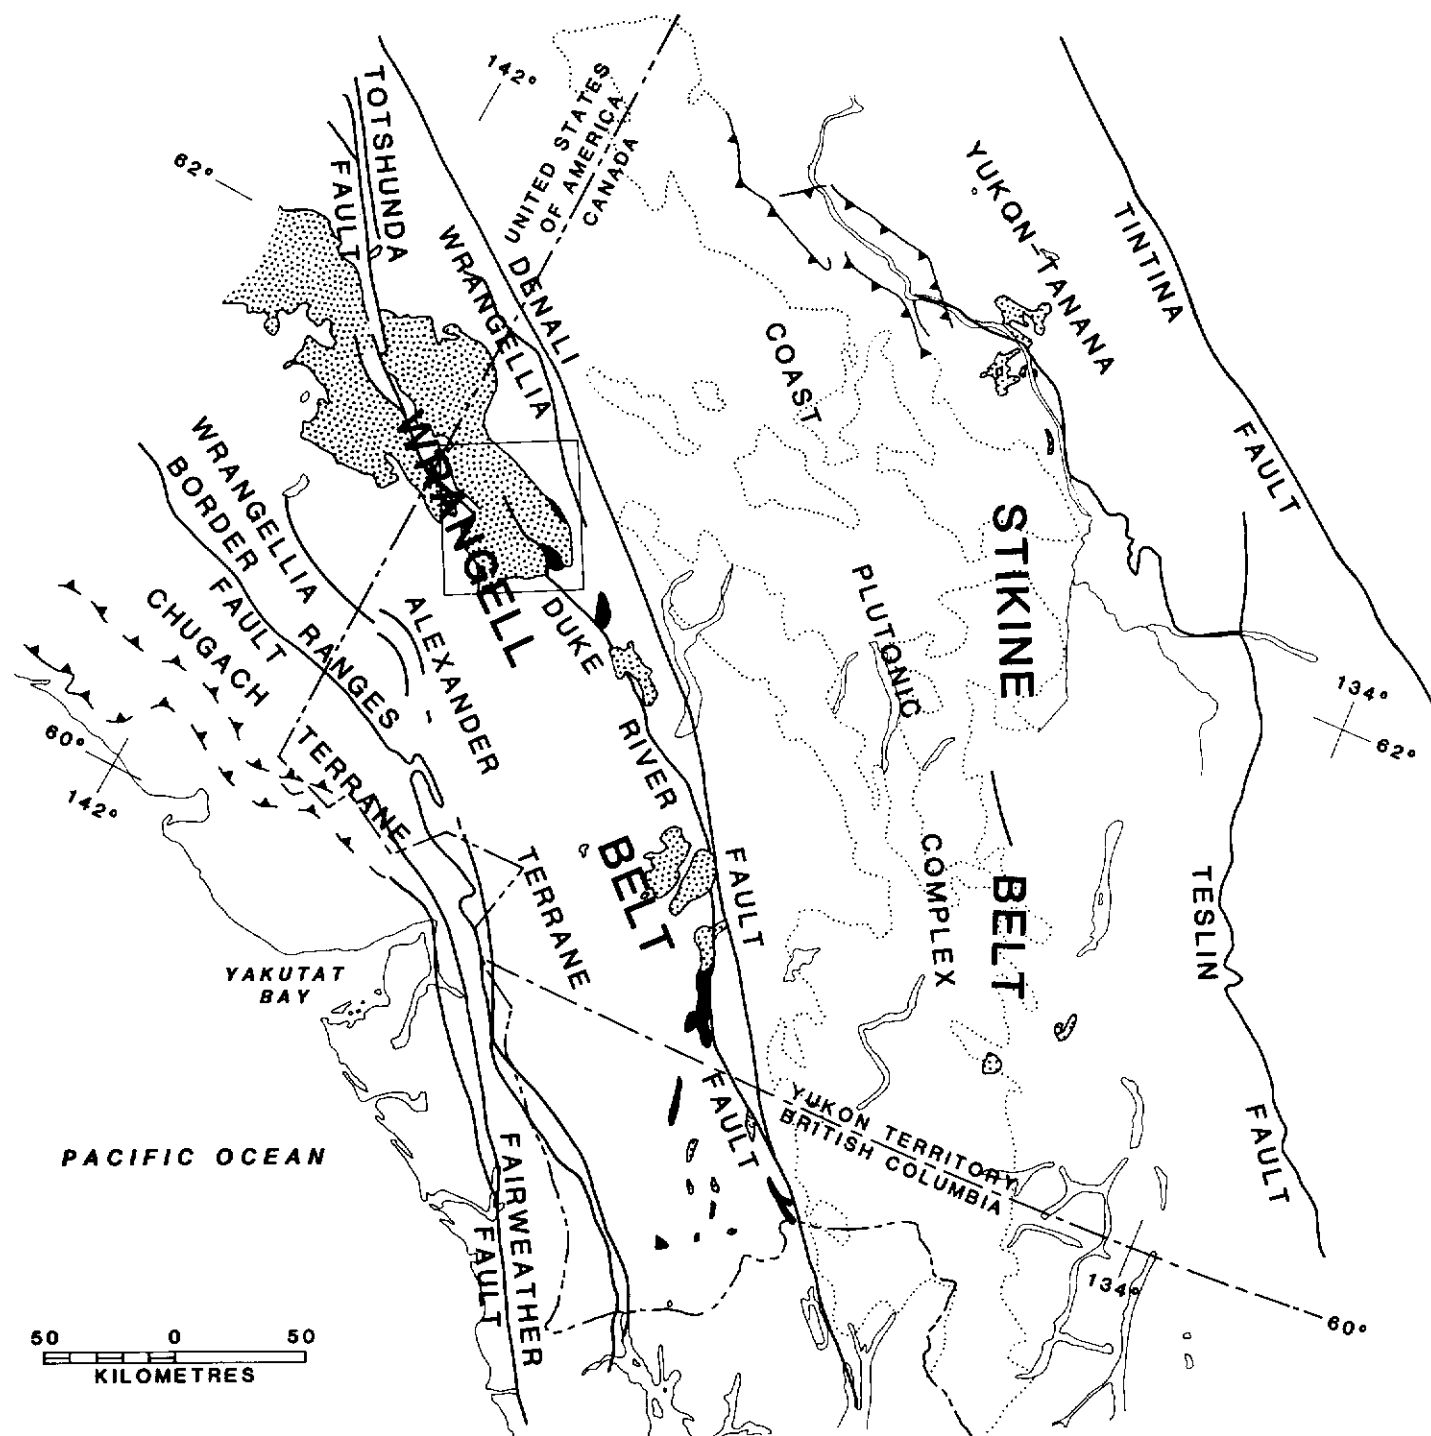 142°
UNITED STATES
OF AMERICA
CANADA
62°
TOTSHUNDA
FAULT
WRANGELLIA
DENALI
FAULT
YUKON-TANANA
TINTINA
FAULT
COAST
PLUTONIC
COMPLEX
STIKINE
BELT
WRANGELL
BELT
WRANGELLIA
BORDER
RANGES
FAULT
CHUGACH
TERRANE
ALEXANDER
TERRANE
DUKE
RIVER
FAULT
60°
142°
134°
62°
TESLIN
FAULT
YAKUTAT
BAY
PACIFIC OCEAN
FAIRWEATHER
FAULT
YUKON TERRITORY
BRITISH COLUMBIA
134°
60°
50 0 50
KILOMETRES